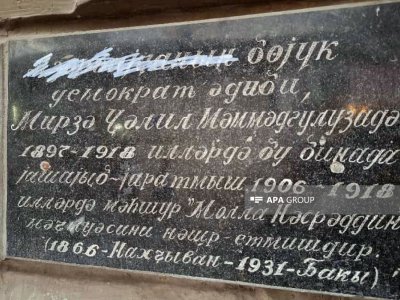 бөјүк
демократ әдиби,
Мирзә Ҹәлил Мәммәдгулузадә
1897-1918 илләрдә бу бинада
јашајыб-јаратмыш 1906-1918
илләрдә мәһшур "Молла Нәсрәддин"
мәҹмуәсини нәшр-етмишдир.
(1866-Нахчыван-1931-Бакы)
APA GROUP